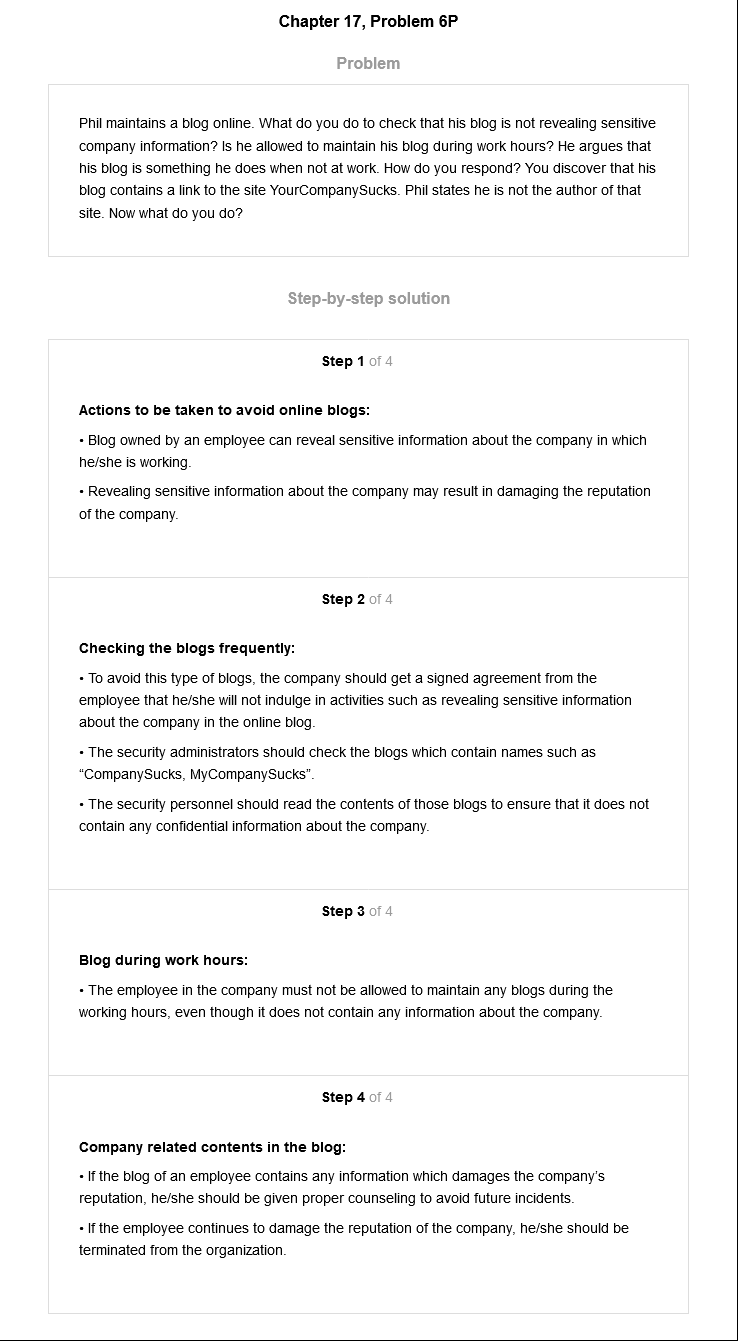 Chapter 17, Problem 6P
Problem
Phil maintains a blog online. What do you do to check that his blog is not revealing sensitive
company information? Is he allowed to maintain his blog during work hours? He argues that
his blog is something he does when not at work. How do you respond? You discover that his
blog contains a link to the site YourCompanySucks. Phil states he is not the author of that
site. Now what do you do?
Step-by-step solution
Step 1 of 4
Actions to be taken to avoid online blogs:
• Blog owned by an employee can reveal sensitive information about the company in which
he/she is working.
• Revealing sensitive information about the company may result in damaging the reputation
of the company.
Step 2 of 4
Checking the blogs frequently:
• To avoid this type of blogs, the company should get a signed agreement from the
employee that he/she will not indulge in activities such as revealing sensitive information
about the company in the online blog.
• The security administrators should check the blogs which contain names such as
“CompanySucks, MyCompanySucks”.
• The security personnel should read the contents of those blogs to ensure that it does not
contain any confidential information about the company.
Step 3 of 4
Blog during work hours:
• The employee in the company must not be allowed to maintain any blogs during the
working hours, even though it does not contain any information about the company.
Step 4 of 4
Company related contents in the blog:
• If the blog of an employee contains any information which damages the company’s
reputation, he/she should be given proper counseling to avoid future incidents.
• If the employee continues to damage the reputation of the company, he/she should be
terminated from the organization.